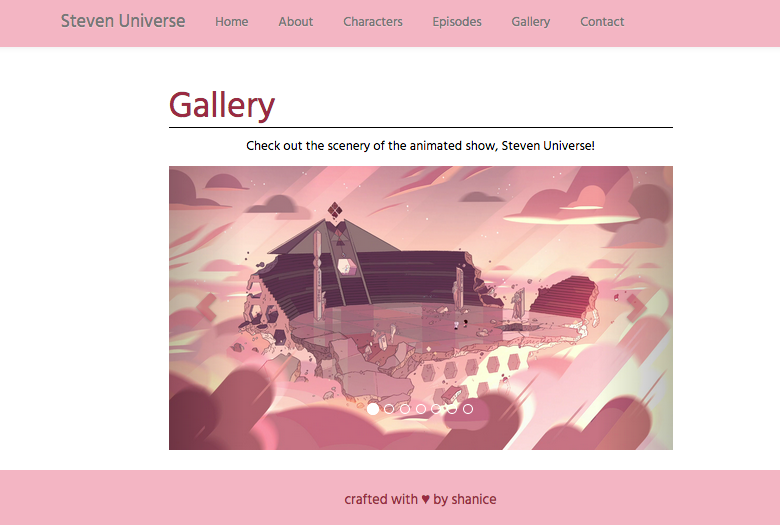 Steven Universe Home About Characters Episodes Gallery Contact
Gallery
Check out the scenery of the animated show, Steven Universe!
crafted with ♥ by shanice